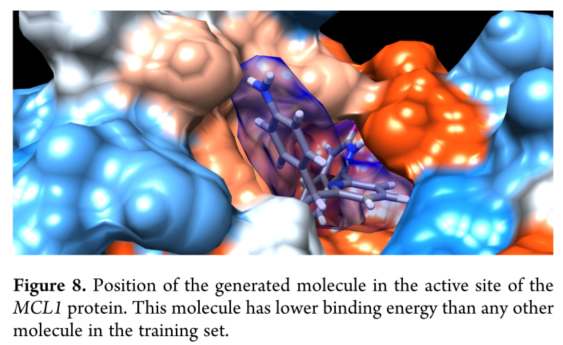 Figure 8. Position of the generated molecule in the active site of the
MCL1 protein. This molecule has lower binding energy than any other
molecule in the training set.